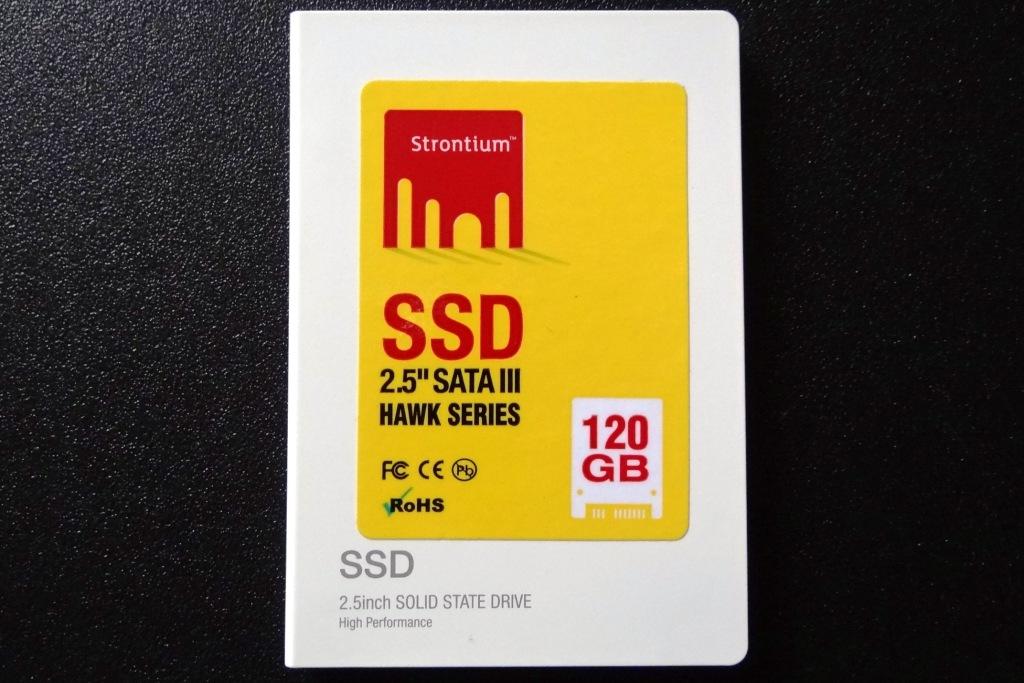 Strontium™
SSD
2.5" SATA III
HAWK SERIES
120
GB
FC CE Pb
RoHS
SSD
2.5inch SOLID STATE DRIVE
High Performance